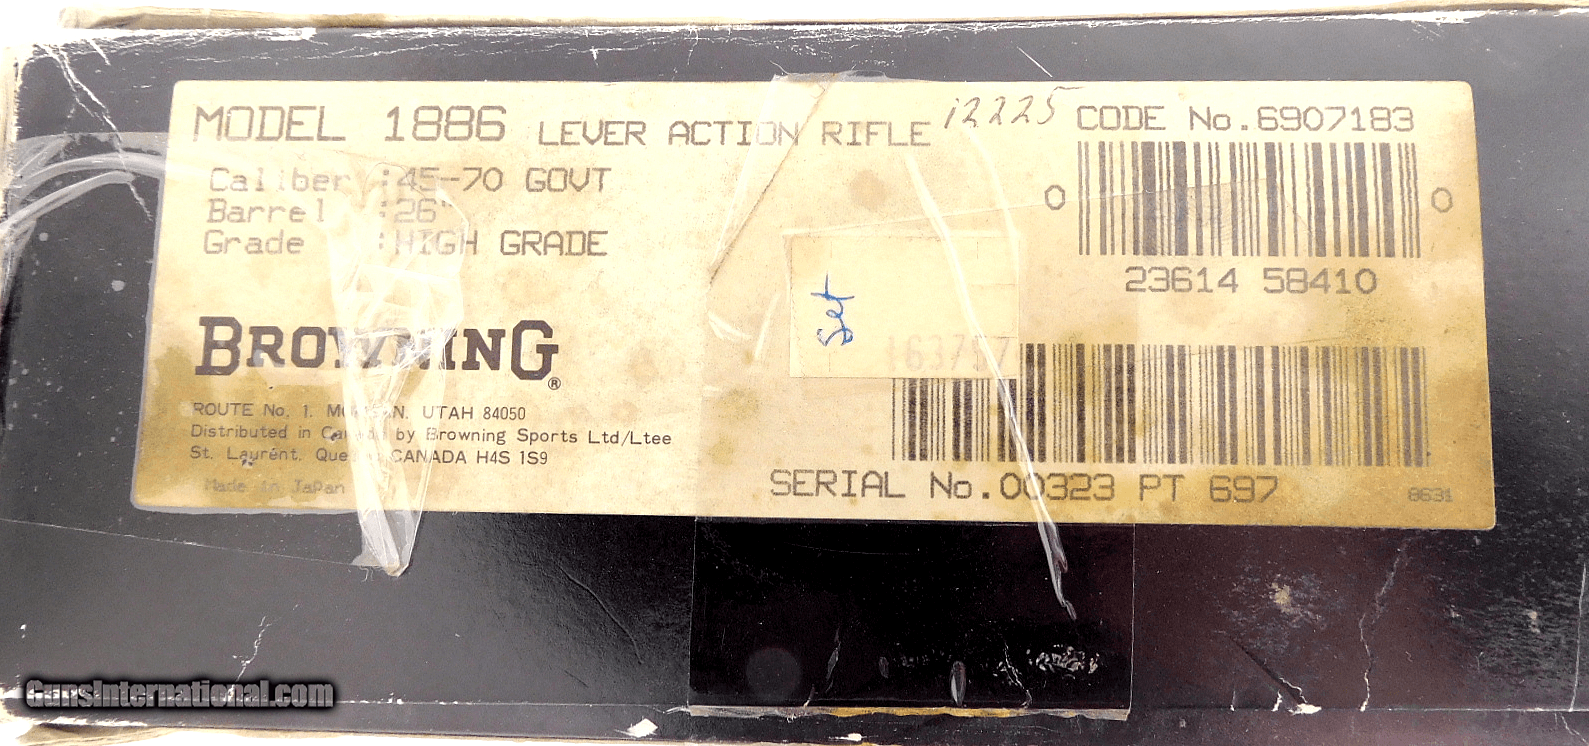 MODEL 1886 LEVER ACTION RIFLE 12225
Caliber :45-70 GOVT
Barrel :26"
Grade :HIGH GRADE
BROWNING®
ROUTE No. 1, UTAH 84050
Distributed in by Browning Sports Ltd/Ltee
St. Laurént, CANADA H4S 1S9
Made in Japan
CODE No.6907183
0 0
23614 58410
Set
SERIAL No.00323 PT 697
8631
GunsInternational.com